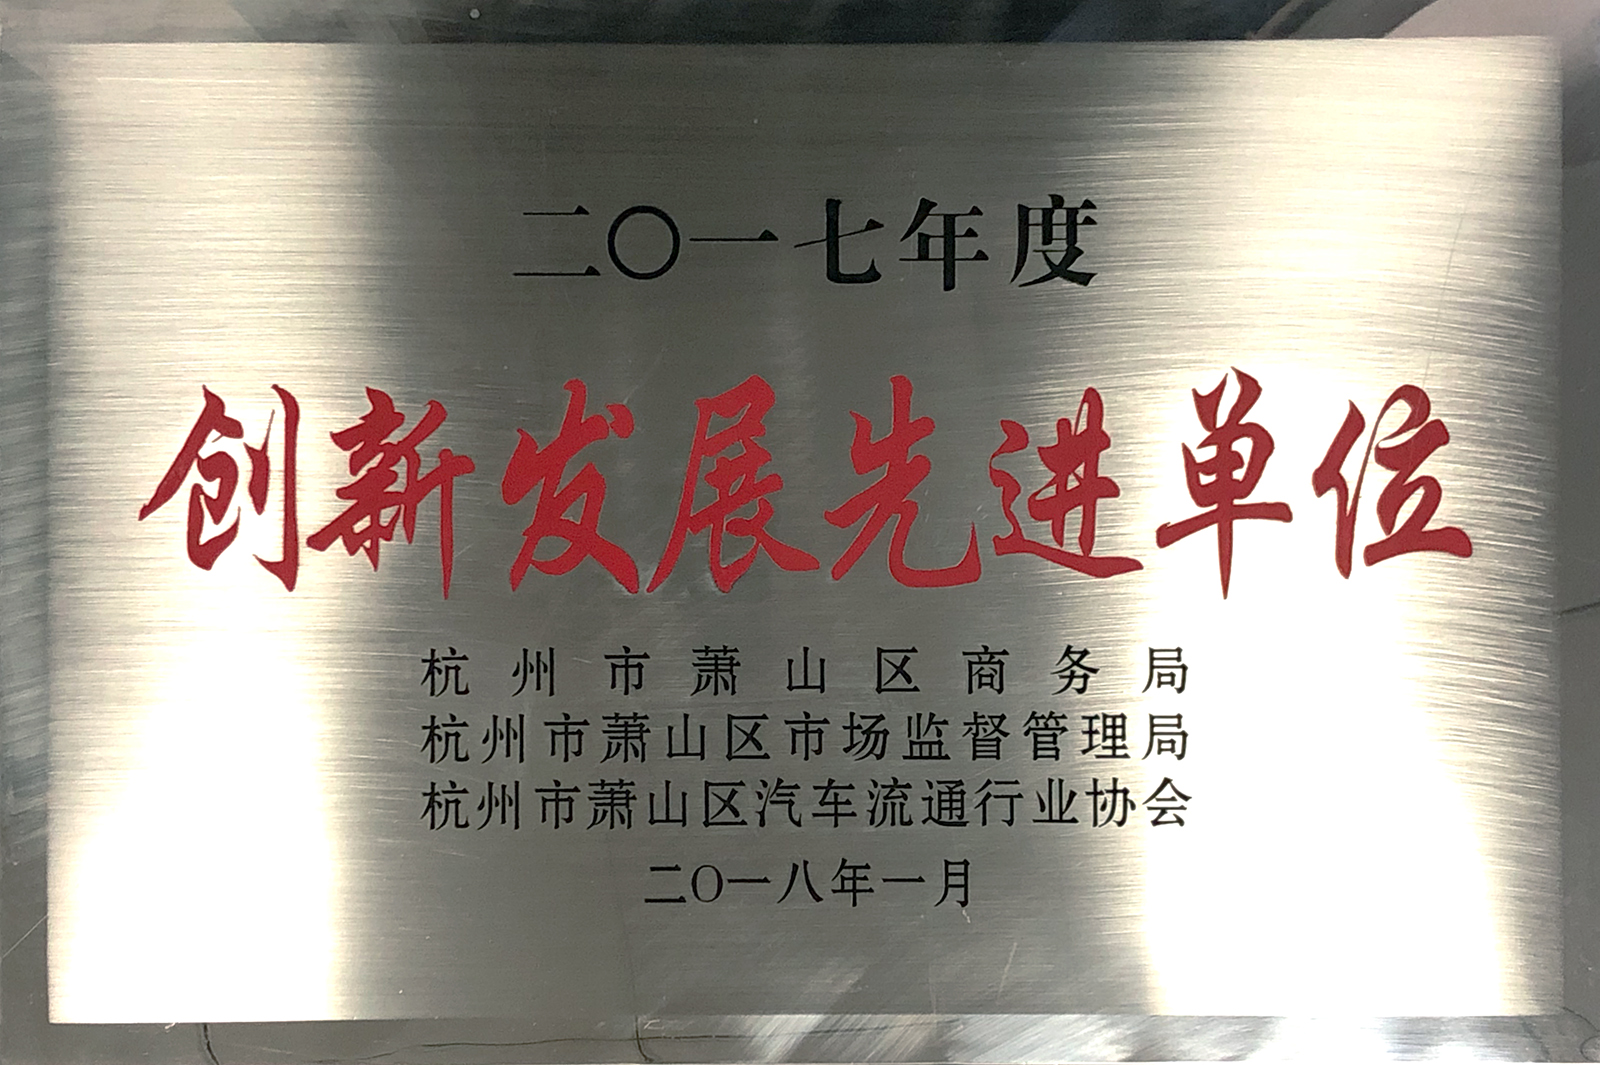 二〇一七年度
创新发展先进单位
杭州市萧山区商务局
杭州市萧山区市场监督管理局
杭州市萧山区汽车流通行业协会
二〇一八年一月